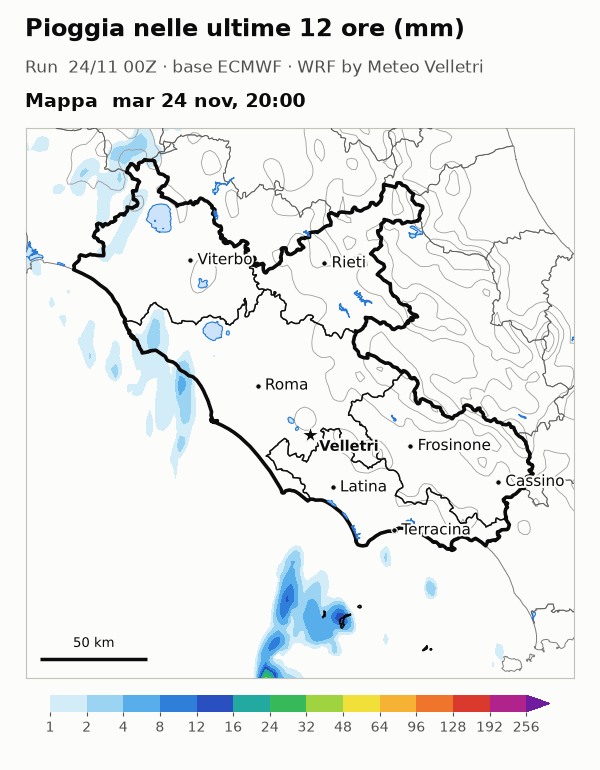 Pioggia nelle ultime 12 ore (mm)
Run  24/11 00Z · base ECMWF · WRF by Meteo Velletri
Mappa  mar 24 nov, 20:00
Viterbo
Rieti
Roma
Velletri
Frosinone
Latina
Cassino
Terracina
50 km
1 2 4 8 12 16 24 32 48 64 96 128 192 256